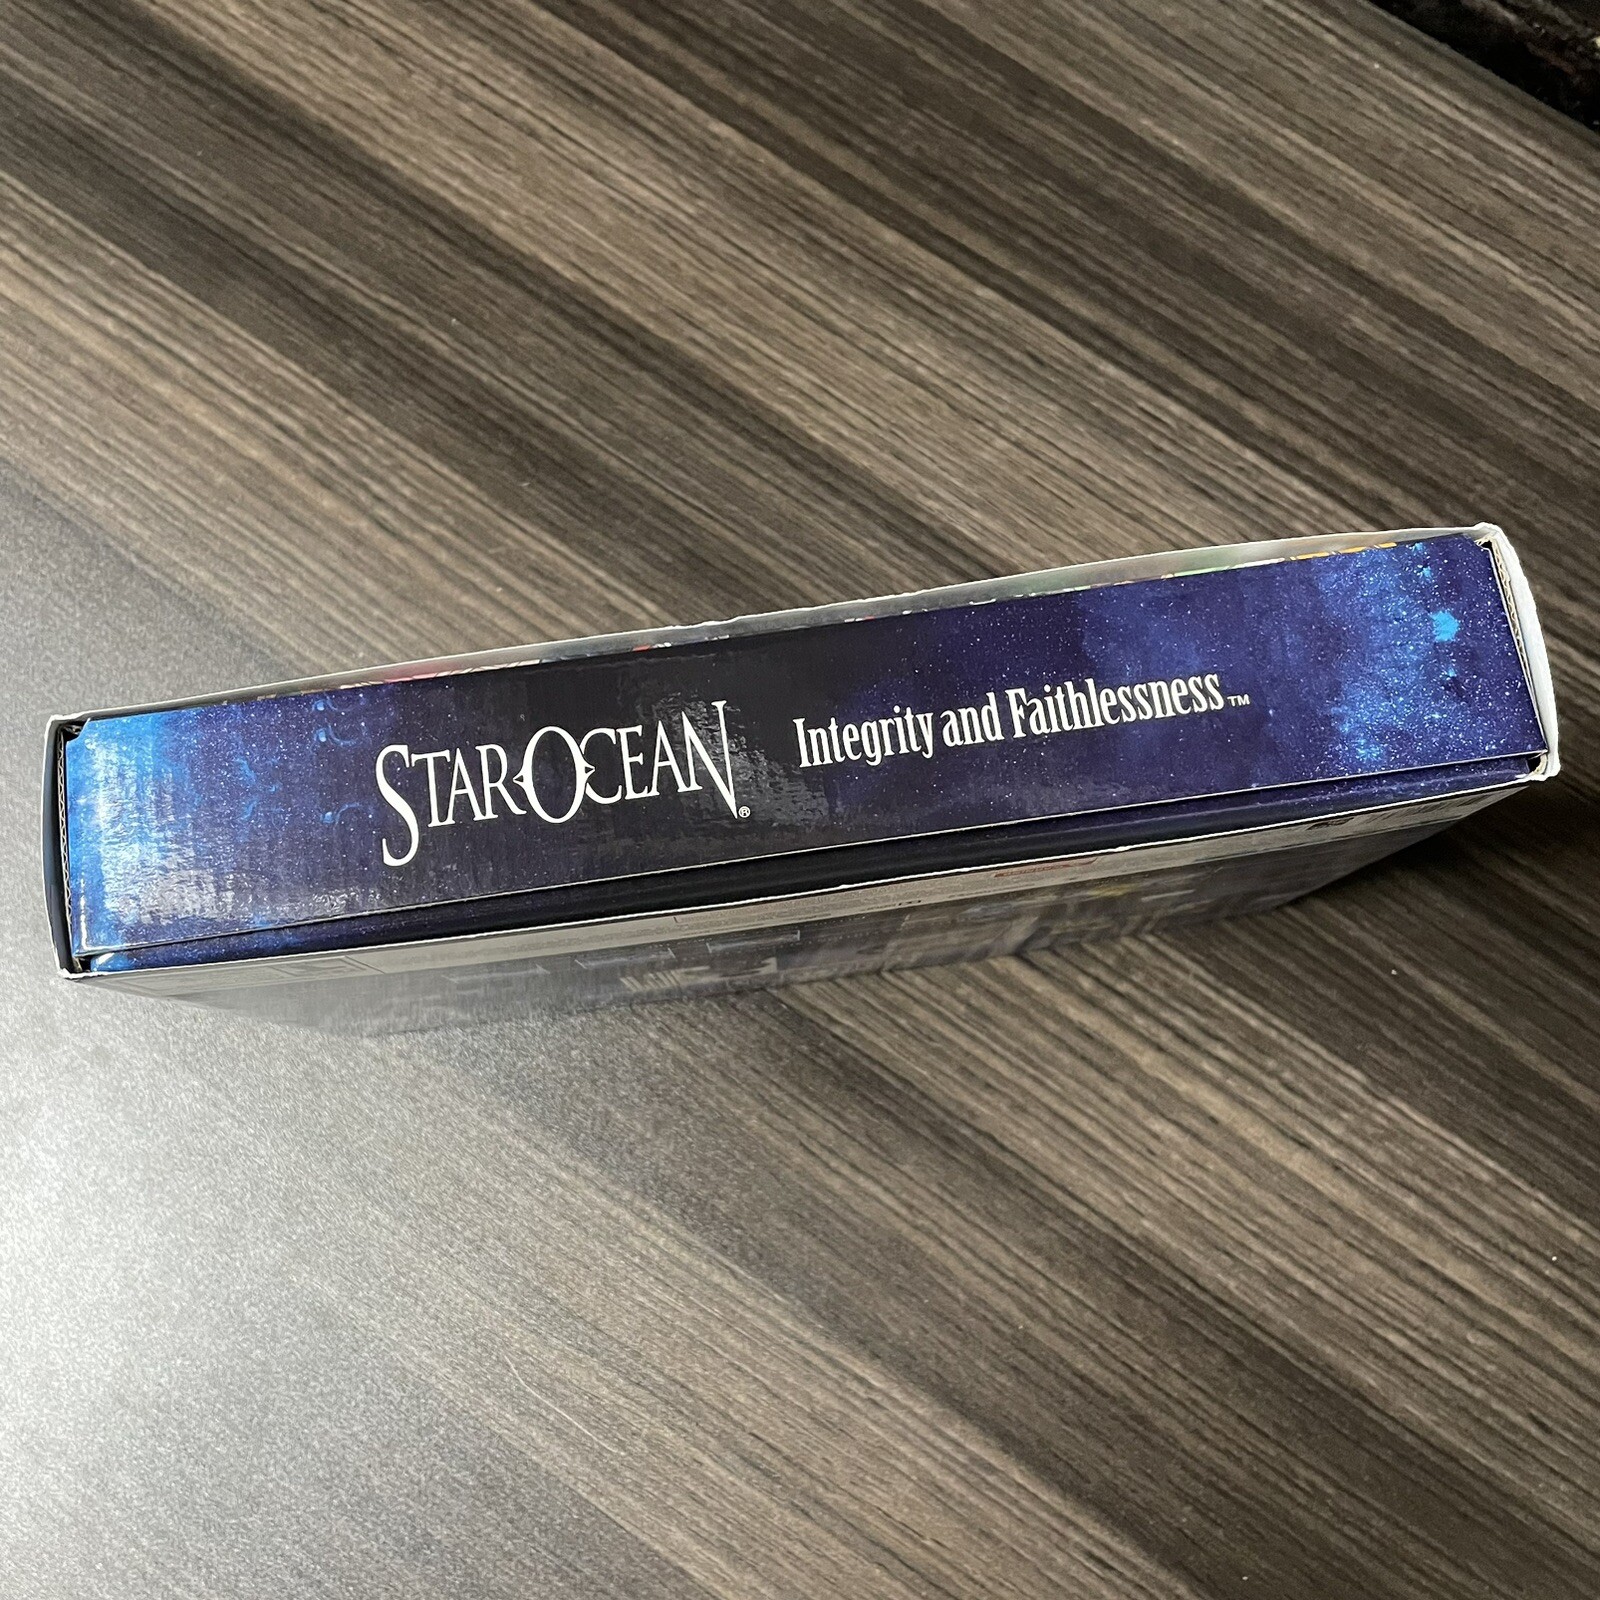 STAR OCEAN® Integrity and Faithlessness™